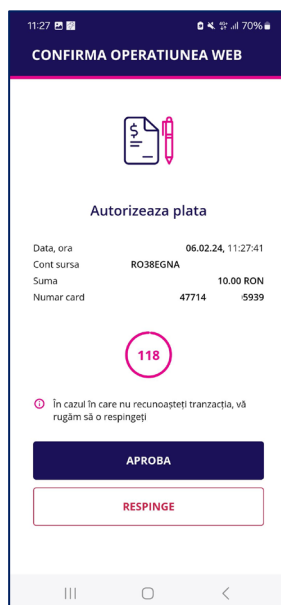 11:27 70%
CONFIRMA OPERATIUNEA WEB
$
Autorizeaza plata
Data, ora 06.02.24, 11:27:41
Cont sursa RO38EGNA
Suma 10.00 RON
Numar card 47714 5939
118
În cazul în care nu recunoașteți tranzacția, vă
rugăm să o respingeți
APROBA
RESPINGE